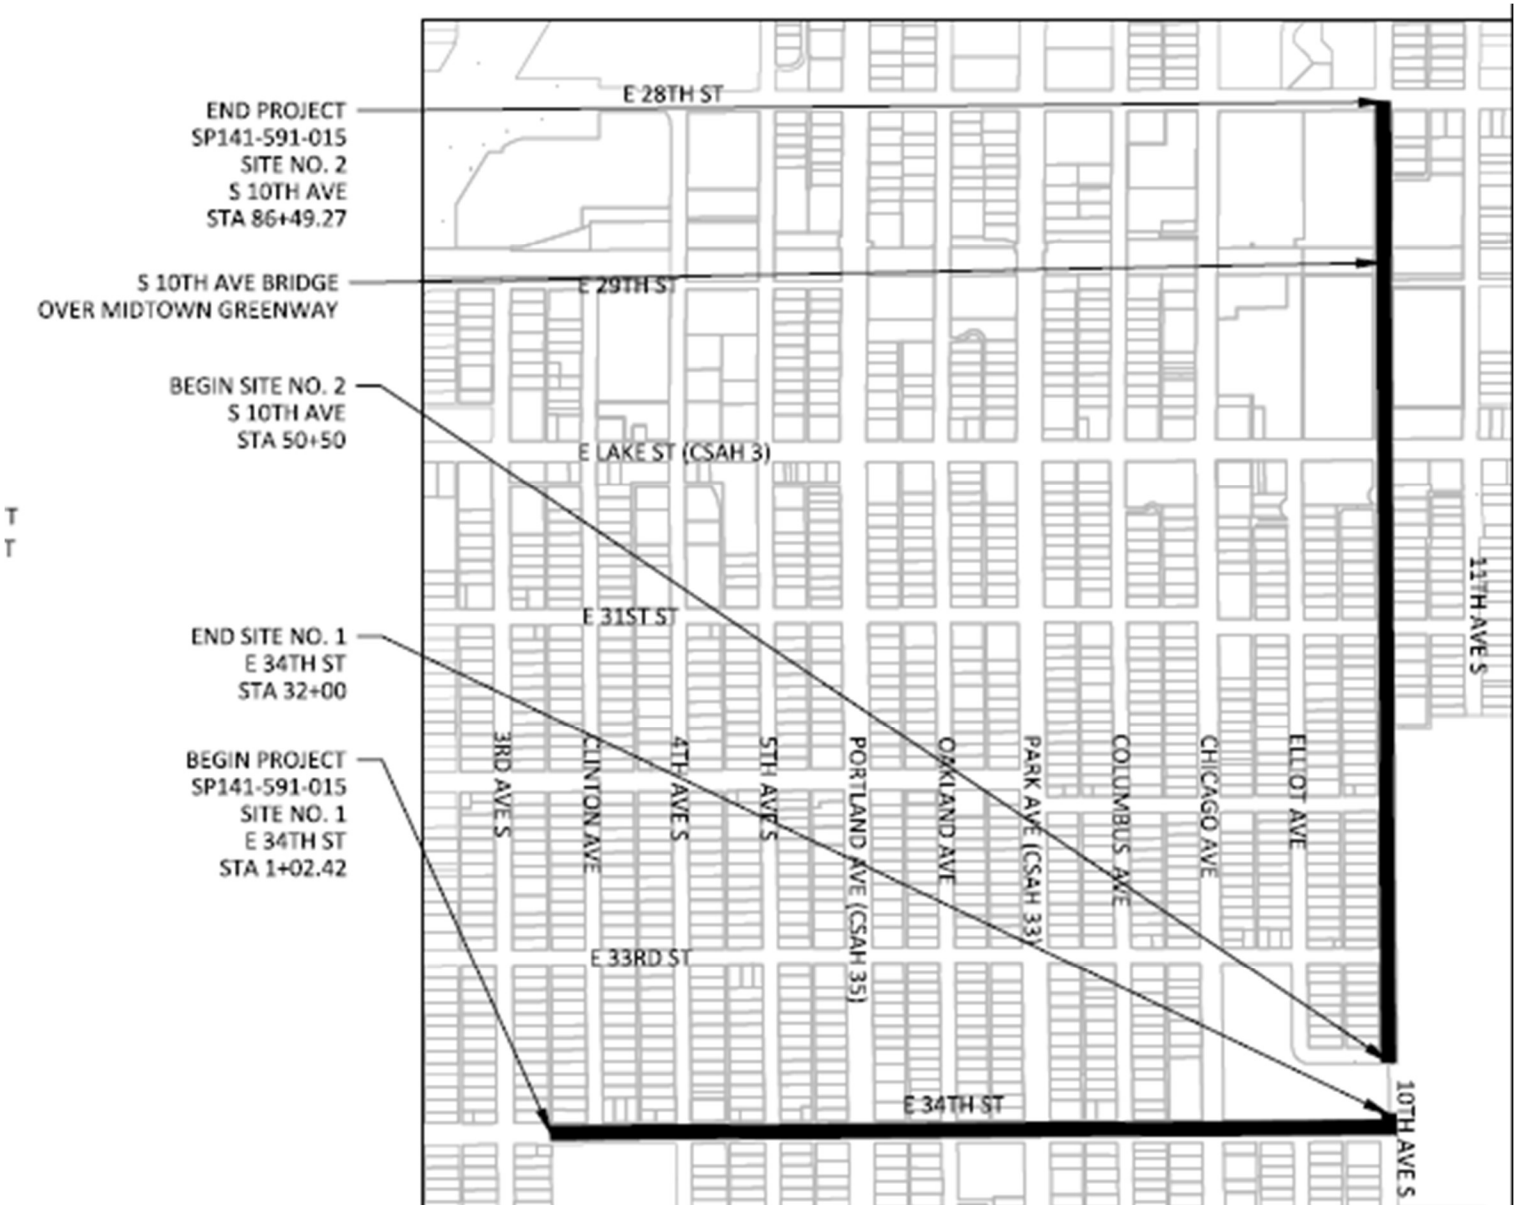 E 28TH ST
END PROJECT
SP141-591-015
SITE NO. 2
S 10TH AVE
STA 86+49.27
S 10TH AVE BRIDGE
OVER MIDTOWN GREENWAY
E 29TH ST
BEGIN SITE NO. 2
S 10TH AVE
STA 50+50
E LAKE ST (CSAH 3)
T
T
E 31ST ST
11TH AVE S
END SITE NO. 1
E 34TH ST
STA 32+00
BEGIN PROJECT
SP141-591-015
SITE NO. 1
E 34TH ST
STA 1+02.42
3RD AVE S
CLINTON AVE
4TH AVE S
5TH AVE S
PORTLAND AVE (CSAH 35)
OAKLAND AVE
PARK AVE (CSAH 33)
COLUMBUS AVE
CHICAGO AVE
ELLIOT AVE
E 33RD ST
E 34TH ST
10TH AVE S